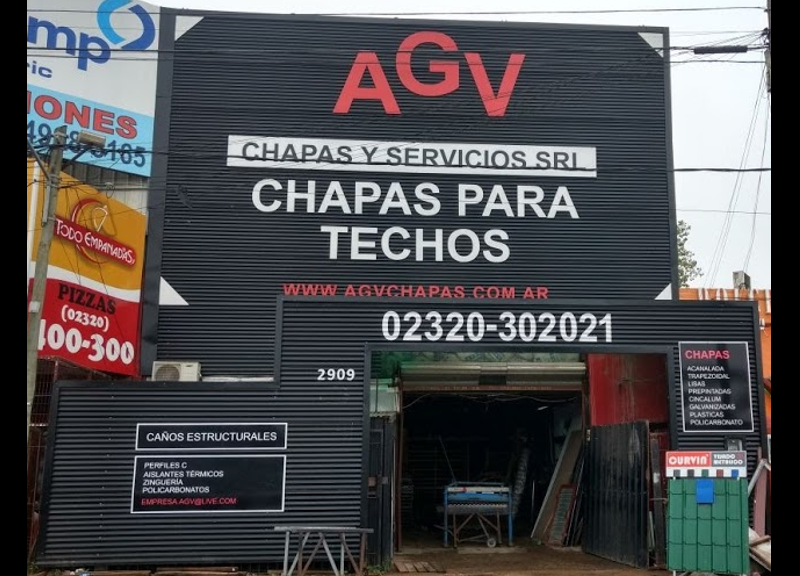 mp
ric
IONES
AGV
CHAPAS Y SERVICIOS SRL
CHAPAS PARA
TECHOS
WWW.AGVCHAPAS.COM.AR
02320-302021
2909
TODO EMPANADAS
PIZZAS
(02320)
400-300
CHAPAS
ACANALADA
TRAPEZOIDAL
LISAS
PREPINTADAS
CINCALUM
GALVANIZADAS
PLASTICAS
POLICARBONATO
CAÑOS ESTRUCTURALES
PERFILES C
AISLANTES TÉRMICOS
ZINGUERÍA
POLICARBONATOS
EMPRESA.AGV@LIVE.COM
CURVIN